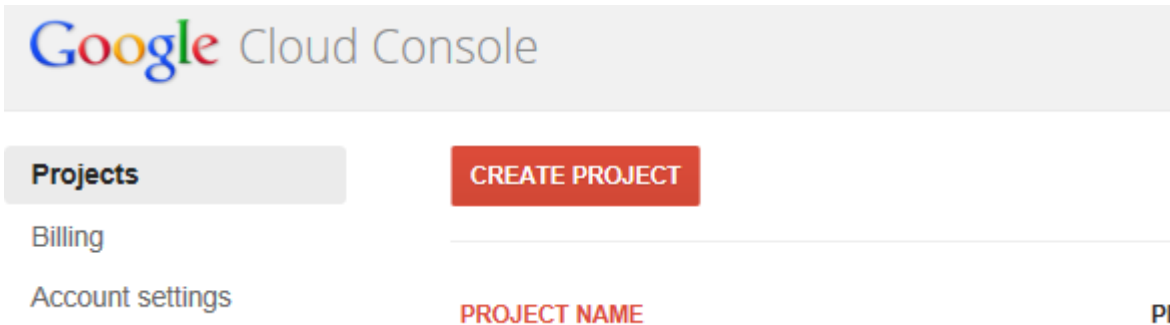 Google Cloud Console
Projects
CREATE PROJECT
Billing
Account settings
PROJECT NAME